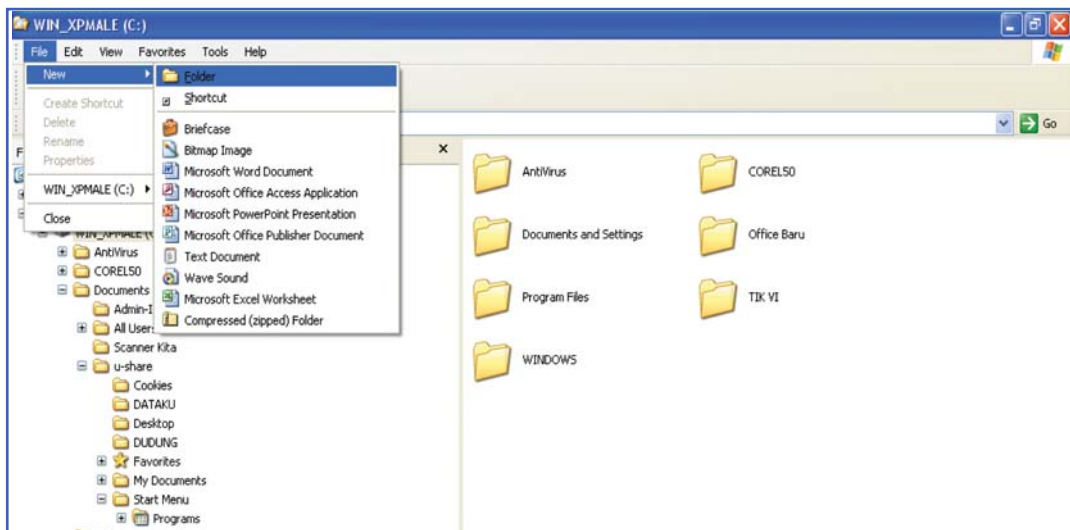 WIN_XPMALE (C:)
File Edit View Favorites Tools Help
New
Create Shortcut
Delete
Rename
Properties
WIN_XPMALE (C:)
Close
Folder
Shortcut
Briefcase
Bitmap Image
Microsoft Word Document
Microsoft Office Access Application
Microsoft PowerPoint Presentation
Microsoft Office Publisher Document
Text Document
Wave Sound
Microsoft Excel Worksheet
Compressed (zipped) Folder
Go
F
AntiVirus
COREL50
Documents
Admin-I
All User
Scanner Kita
u-share
Cookies
DATAKU
Desktop
DUDUNG
Favorites
My Documents
Start Menu
Programs
AntiVirus
COREL50
Documents and Settings
Office Baru
Program Files
TIK VI
WINDOWS